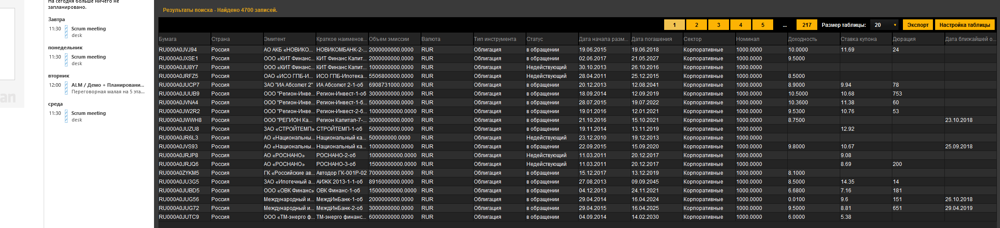 На сегодня больше ничего не
запланировано.
Завтра
11:30 Scrum meeting
desk
понедельник
11:30 Scrum meeting
desk
вторник
12:00 ALM / Демо + Планировани...
Переговорная малая на 5 эта...
среда
11:30 Scrum meeting
desk
an
Результаты поиска - Найдено 4700 записей.
1 2 3 4 5 ... 217 Размер таблицы: 20 Экспорт Настройка таблицы
Бумага Страна Эмитент Краткое наименов... Объем эмиссии Валюта Тип инструмента Статус Дата начала разм... Дата погашения Сектор Номинал Доходность Ставка купона Дюрация Дата ближайшей о...
RU000A0JVJ94 Россия АО АКБ «НОВИКО... НОВИКОМБАНК-2-... 2000000000.0000 RUR Облигация в обращении 19.06.2015 19.06.2018 Корпоративные 1000.0000 10.0000 11.69 24
RU000A0JXSE1 Россия ООО «КИТ Финанс... КИТ Финанс Капит... 2000000000.0000 RUR Облигация в обращении 02.06.2017 21.05.2027 Корпоративные 1000.0000 9.5000
RU000A0JU8Y7 Россия ООО «КИТ Финанс... КИТ Финанс Капит... 1000000000.0000 RUR Облигация Недействующий 30.10.2013 26.10.2016 Корпоративные 1000.0000
RU000A0JRFZ5 Россия ОАО «ИСО ГПБ-И... ИСО ГПБ-Ипотека... 5506800000.0000 RUR Облигация Недействующий 28.04.2011 25.12.2015 Корпоративные 1000.0000 8.5000
RU000A0JUCP7 Россия ЗАО "ИА Абсолют 2" ИА Абсолют 2-1-об 6908731000.0000 RUR Облигация в обращении 20.12.2013 12.08.2041 Корпоративные 1000.0000 8.9000 9.94 78
RU000A0JUUB9 Россия ООО "Регион-Инве... Регион-Инвест-1-об 3000000000.0000 RUR Облигация в обращении 18.09.2014 12.09.2019 Корпоративные 1000.0000 10.5000 10.68 753
RU000A0JVNA4 Россия ООО "Регион-Инве... Регион-Инвест-1-б... 5000000000.0000 RUR Облигация в обращении 28.07.2015 19.07.2022 Корпоративные 1000.0000 10.3600 11.38 60
RU000A0JW2R2 Россия ООО "Регион-Инве... Регион-Инвест-2-б... 10000000000.0000 RUR Облигация в обращении 19.01.2016 12.01.2021 Корпоративные 1000.0000 9.5300 10.76 53
RU000A0JWWH8 Россия ООО "РЕГИОН Ка... Регион Капитал-7-... 3000000000.0000 RUR Облигация в обращении 21.10.2016 15.10.2021 Корпоративные 1000.0000 8.7500 23.10.2018
RU000A0JUZU8 Россия ЗАО «СТРОЙТЕМП» СТРОЙТЕМП-1-об 5000000000.0000 RUR Облигация в обращении 19.11.2014 13.11.2019 Корпоративные 1000.0000 12.92
RU000A0JR6L3 Россия АО «Национальны... Национальный ка... 500000000.0000 RUR Облигация Недействующий 23.12.2010 19.12.2013 Корпоративные 1000.0000
RU000A0JVS93 Россия АО «Национальны... Национальный ка... 1000000000.0000 RUR Облигация в обращении 22.09.2015 15.09.2020 Корпоративные 1000.0000 9.8000 10.67 25.09.2018
RU000A0JRJP8 Россия АО «РОСНАНО» РОСНАНО-2-об 10000000000.0000 RUR Облигация Недействующий 11.03.2011 20.12.2017 Корпоративные 1000.0000 9.08
RU000A0JRJQ6 Россия АО «РОСНАНО» РОСНАНО-3-об 15000000000.0000 RUR Облигация Недействующий 11.03.2011 20.12.2017 Корпоративные 1000.0000 8.69 200
RU000A0ZYKM5 Россия ГК «Российские ав... Автодор ГК-001Р-02 7000000000.0000 RUR Облигация в обращении 15.12.2017 13.12.2019 Корпоративные 1000.0000 8.1000
RU000A0JU3G5 Россия ЗАО «Ипотечный а... АИЖК 2013-1-1-об 8916000000.0000 RUR Облигация в обращении 27.08.2013 09.09.2045 Корпоративные 1000.0000 8.5000 14.35 14
RU000A0JUBD5 Россия ООО «ОВК Финанс» ОВК Финанс-1-об 15000000000.0000 RUR Облигация в обращении 04.12.2013 24.11.2021 Корпоративные 1000.0000 6.6800 7.16 181
RU000A0JUG56 Россия Международный и... МеждИнБанк-1-об 2000000000.0000 RUR Облигация в обращении 29.04.2014 16.04.2024 Корпоративные 1000.0000 0.0100 9.6 151 26.10.2018
RU000A0JUG72 Россия Международный и... МеждИнБанк-2-об 3000000000.0000 RUR Облигация в обращении 29.04.2015 16.04.2025 Корпоративные 1000.0000 9.5000 8.81 651 29.04.2019
RU000A0JUTC9 Россия ООО «ТМ-энерго ф... ТМ-энерго финанс... 6000000000.0000 RUR Облигация в обращении 04.09.2014 14.02.2030 Корпоративные 1000.0000 6.0000 5.38